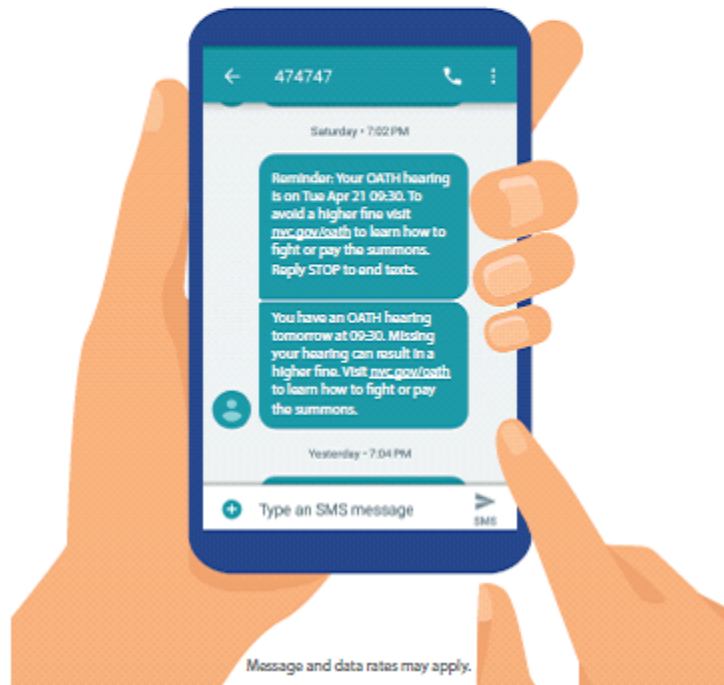 474747
Saturday • 7:02 PM
Reminder: Your OATH hearing
is on Tue Apr 21 09:30. To
avoid a higher fine visit
nyc.gov/oath to learn how to
fight or pay the summons.
Reply STOP to end texts.
You have an OATH hearing
tomorrow at 09:30. Missing
your hearing can result in a
higher fine. Visit nyc.gov/oath
to learn how to fight or pay
the summons.
Yesterday • 7:04 PM
Type an SMS message
SMS
Message and data rates may apply.